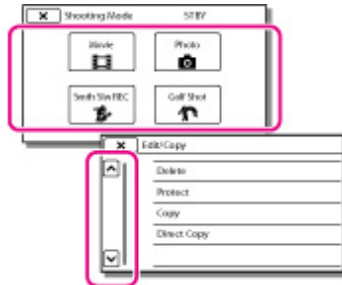 × Shooting Mode STBY
Movie Photo
Smth Slw REC Golf Shot
× Edit/Copy
Delete
Protect
Copy
Direct Copy